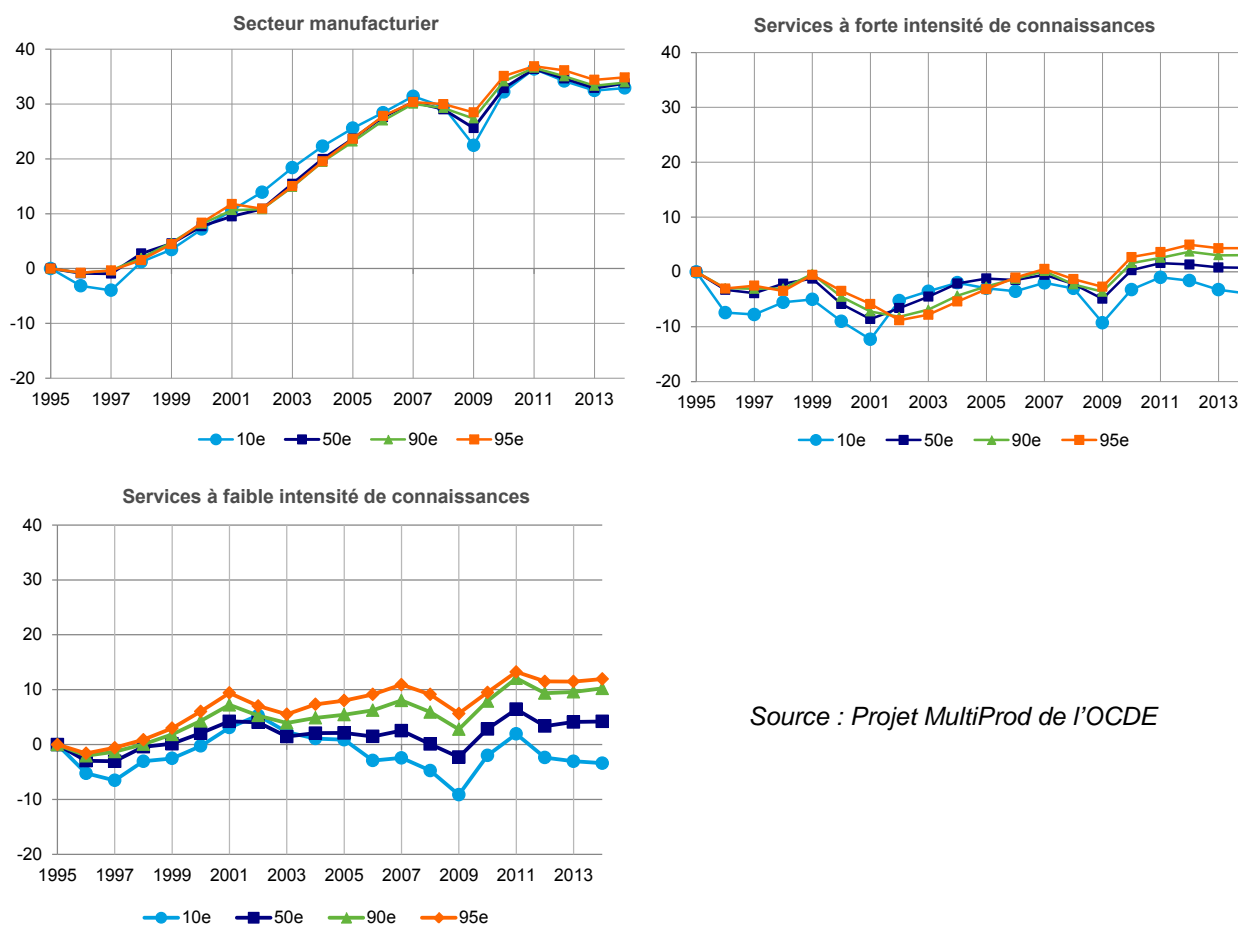 Secteur manufacturier
40
30
20
10
0
-10
-20
1995 1997 1999 2001 2003 2005 2007 2009 2011 2013
10e 50e 90e 95e
Services à forte intensité de connaissances
40
30
20
10
0
-10
-20
1995 1997 1999 2001 2003 2005 2007 2009 2011 2013
10e 50e 90e 95e
Services à faible intensité de connaissances
40
30
20
10
0
-10
-20
1995 1997 1999 2001 2003 2005 2007 2009 2011 2013
10e 50e 90e 95e
Source : Projet MultiProd de l’OCDE